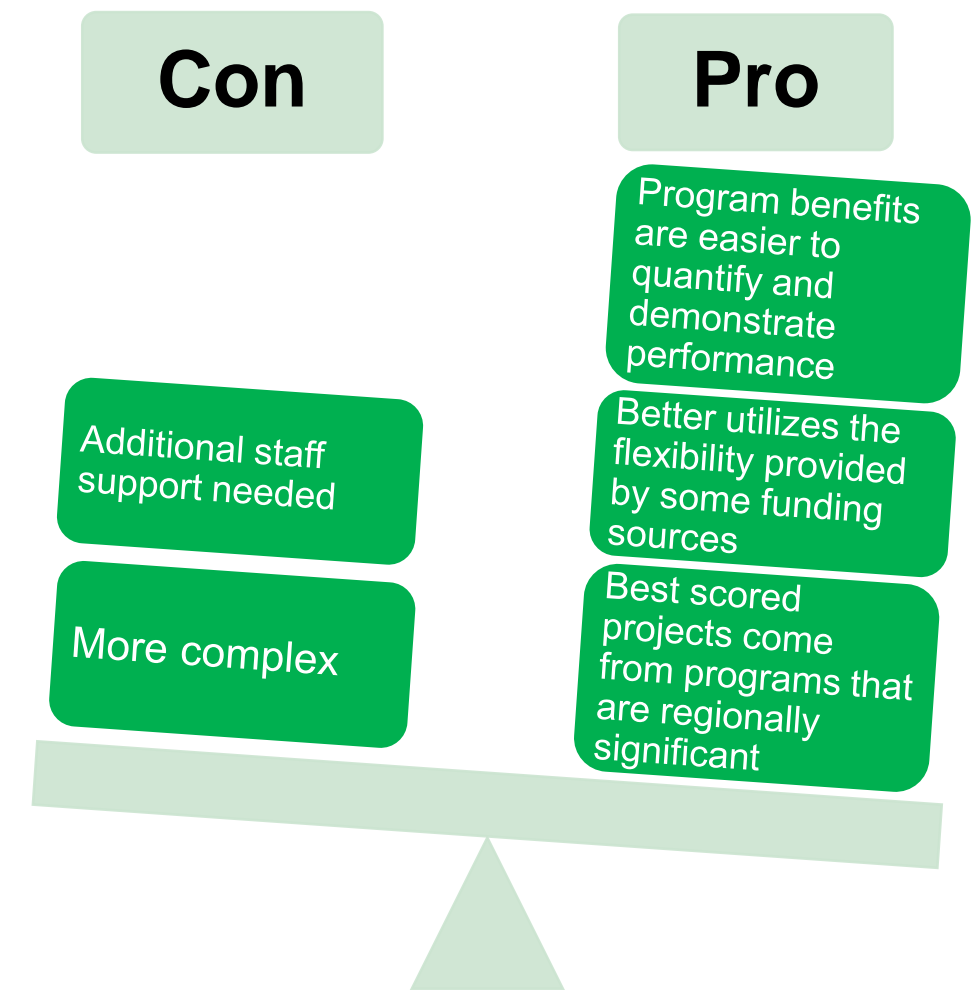 Con
Additional staff
support needed
More complex
Pro
Program benefits
are easier to
quantify and
demonstrate
performance
Better utilizes the
flexibility provided
by some funding
sources
Best scored
projects come
from programs that
are regionally
significant